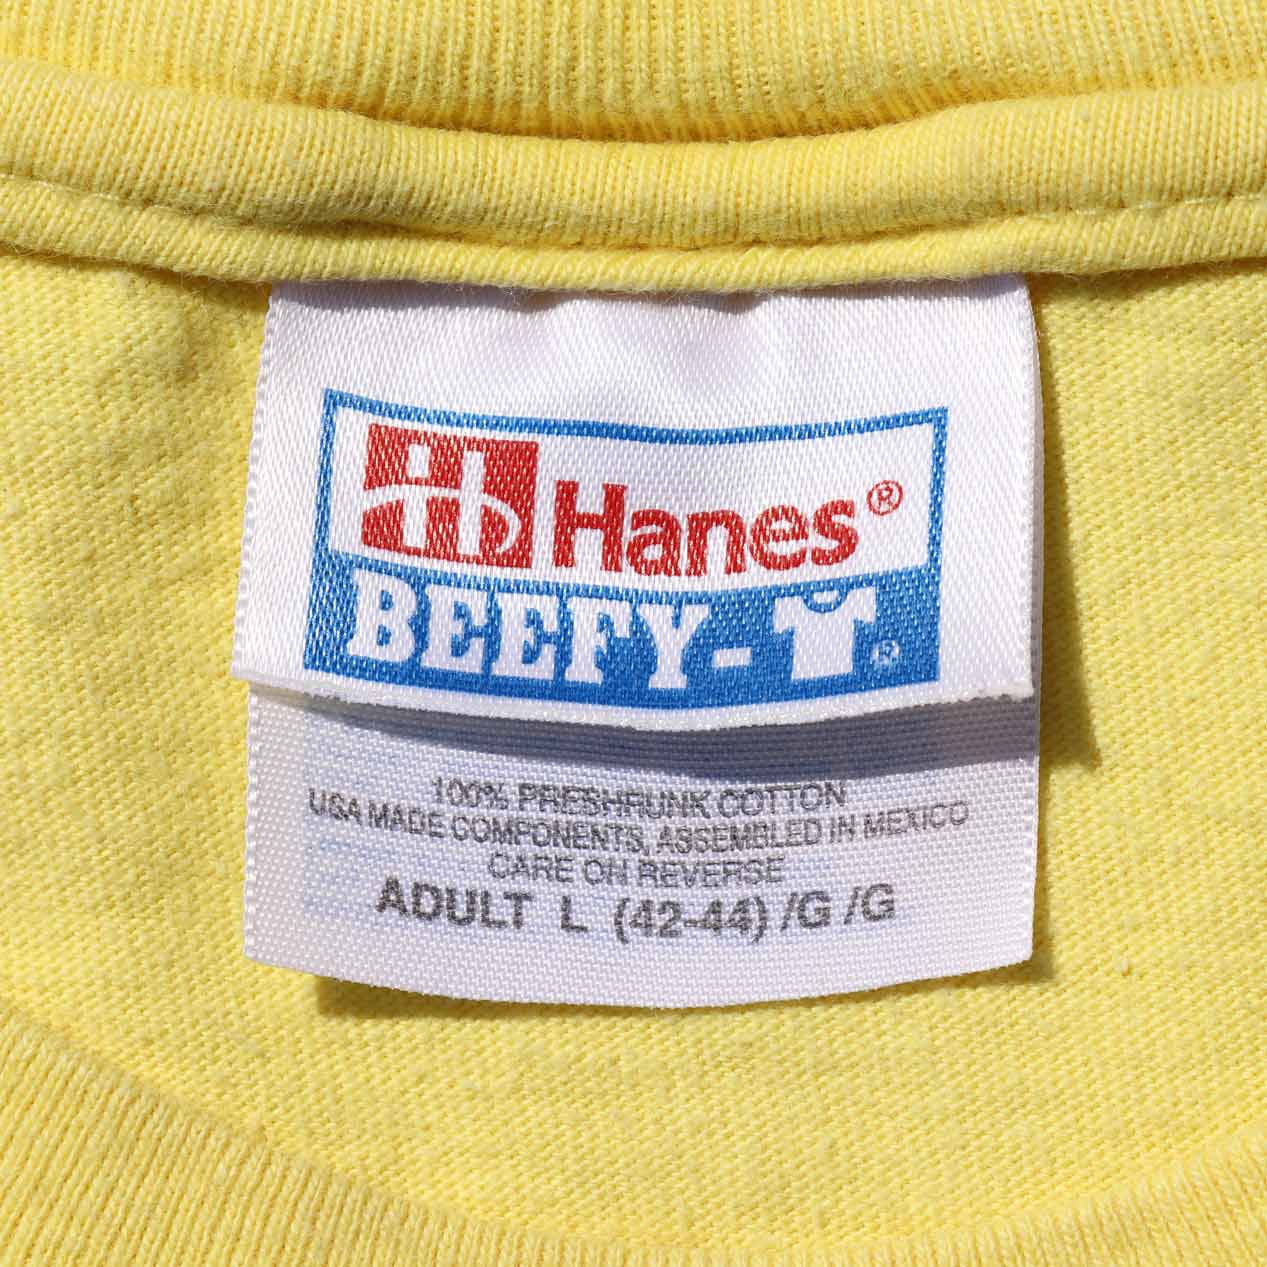 Hanes®
BEEFY-T®
100% PRESHRUNK COTTON
USA MADE COMPONENTS, ASSEMBLED IN MEXICO
CARE ON REVERSE
ADULT L (42-44) /G /G